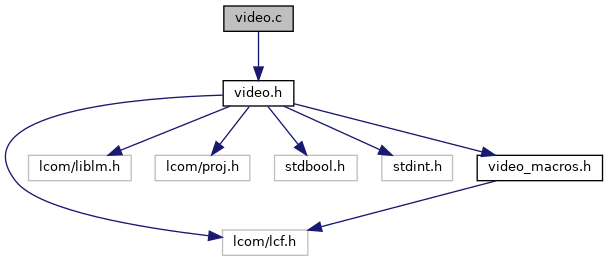 video.c
video.h
lcom/liblm.h
lcom/proj.h
stdbool.h
stdint.h
video_macros.h
lcom/lcf.h